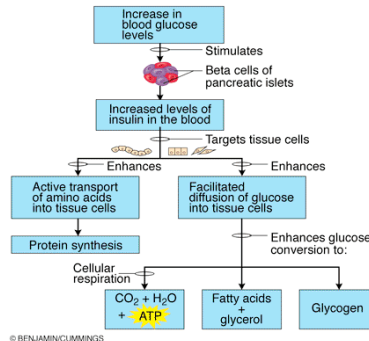 Increase in
blood glucose
levels
Stimulates
Beta cells of
pancreatic islets
Increased levels of
insulin in the blood
Targets tissue cells
Enhances
Enhances
Active transport
of amino acids
into tissue cells
Facilitated
diffusion of glucose
into tissue cells
Protein synthesis
Enhances glucose
conversion to:
Cellular
respiration
CO2 + H2O
+ ATP
Fatty acids
+
glycerol
Glycogen
© BENJAMIN/CUMMINGS